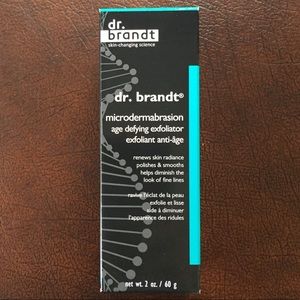 dr.
brandt
skin-changing science
dr. brandt®
microdermabrasion
age defying exfoliator
exfoliant anti-âge
renews skin radiance
polishes & smooths
helps diminish the
look of fine lines
ravive l'éclat de la peau
exfolie et lisse
aide à diminuer
l'apparence des ridules
net wt. 2 oz. / 60 g